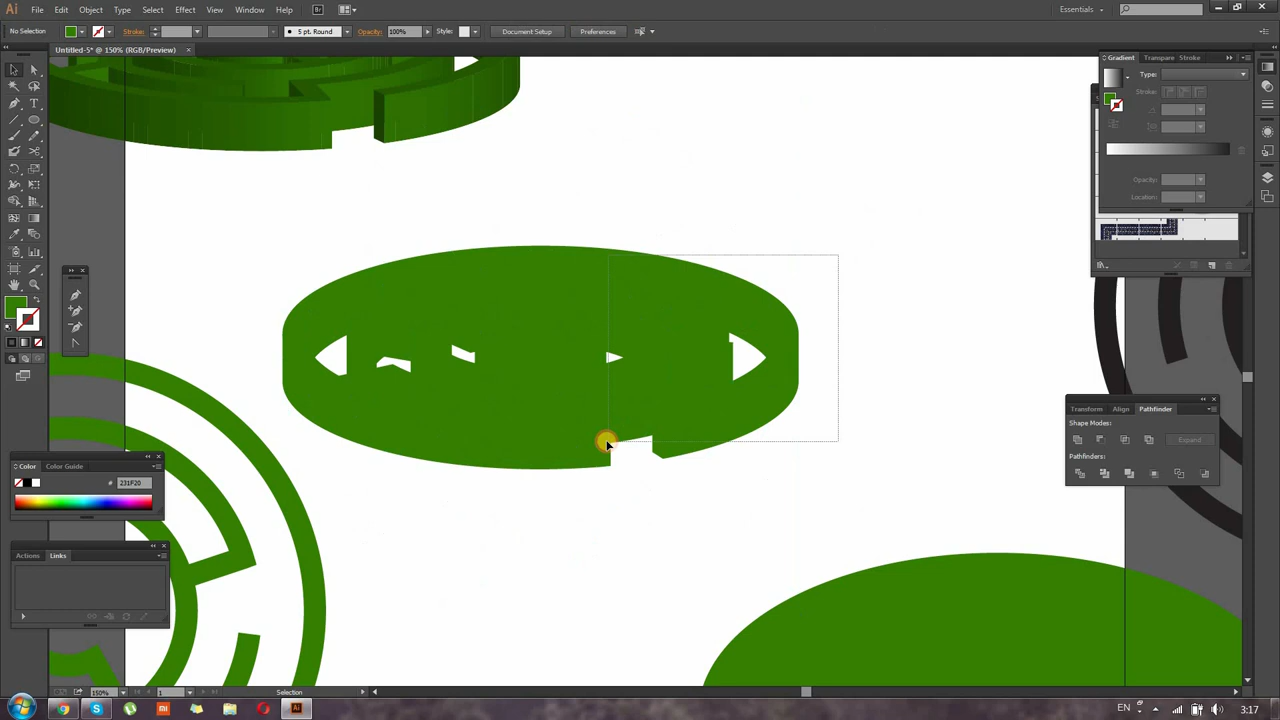 Ai File Edit Object Type Select Effect View Window Help Br Essentials
No Selection Stroke: 5 pt. Round Opacity: 100% Style: Document Setup Preferences
Untitled-5* @ 150% (RGB/Preview)
Gradient Transpare Stroke
Type:
Stroke:
Opacity:
Location:
Transform Align Pathfinder
Shape Modes:
Expand
Pathfinders:
Color Color Guide
# 231F20
Actions Links
150% 1 Selection
EN 3:17